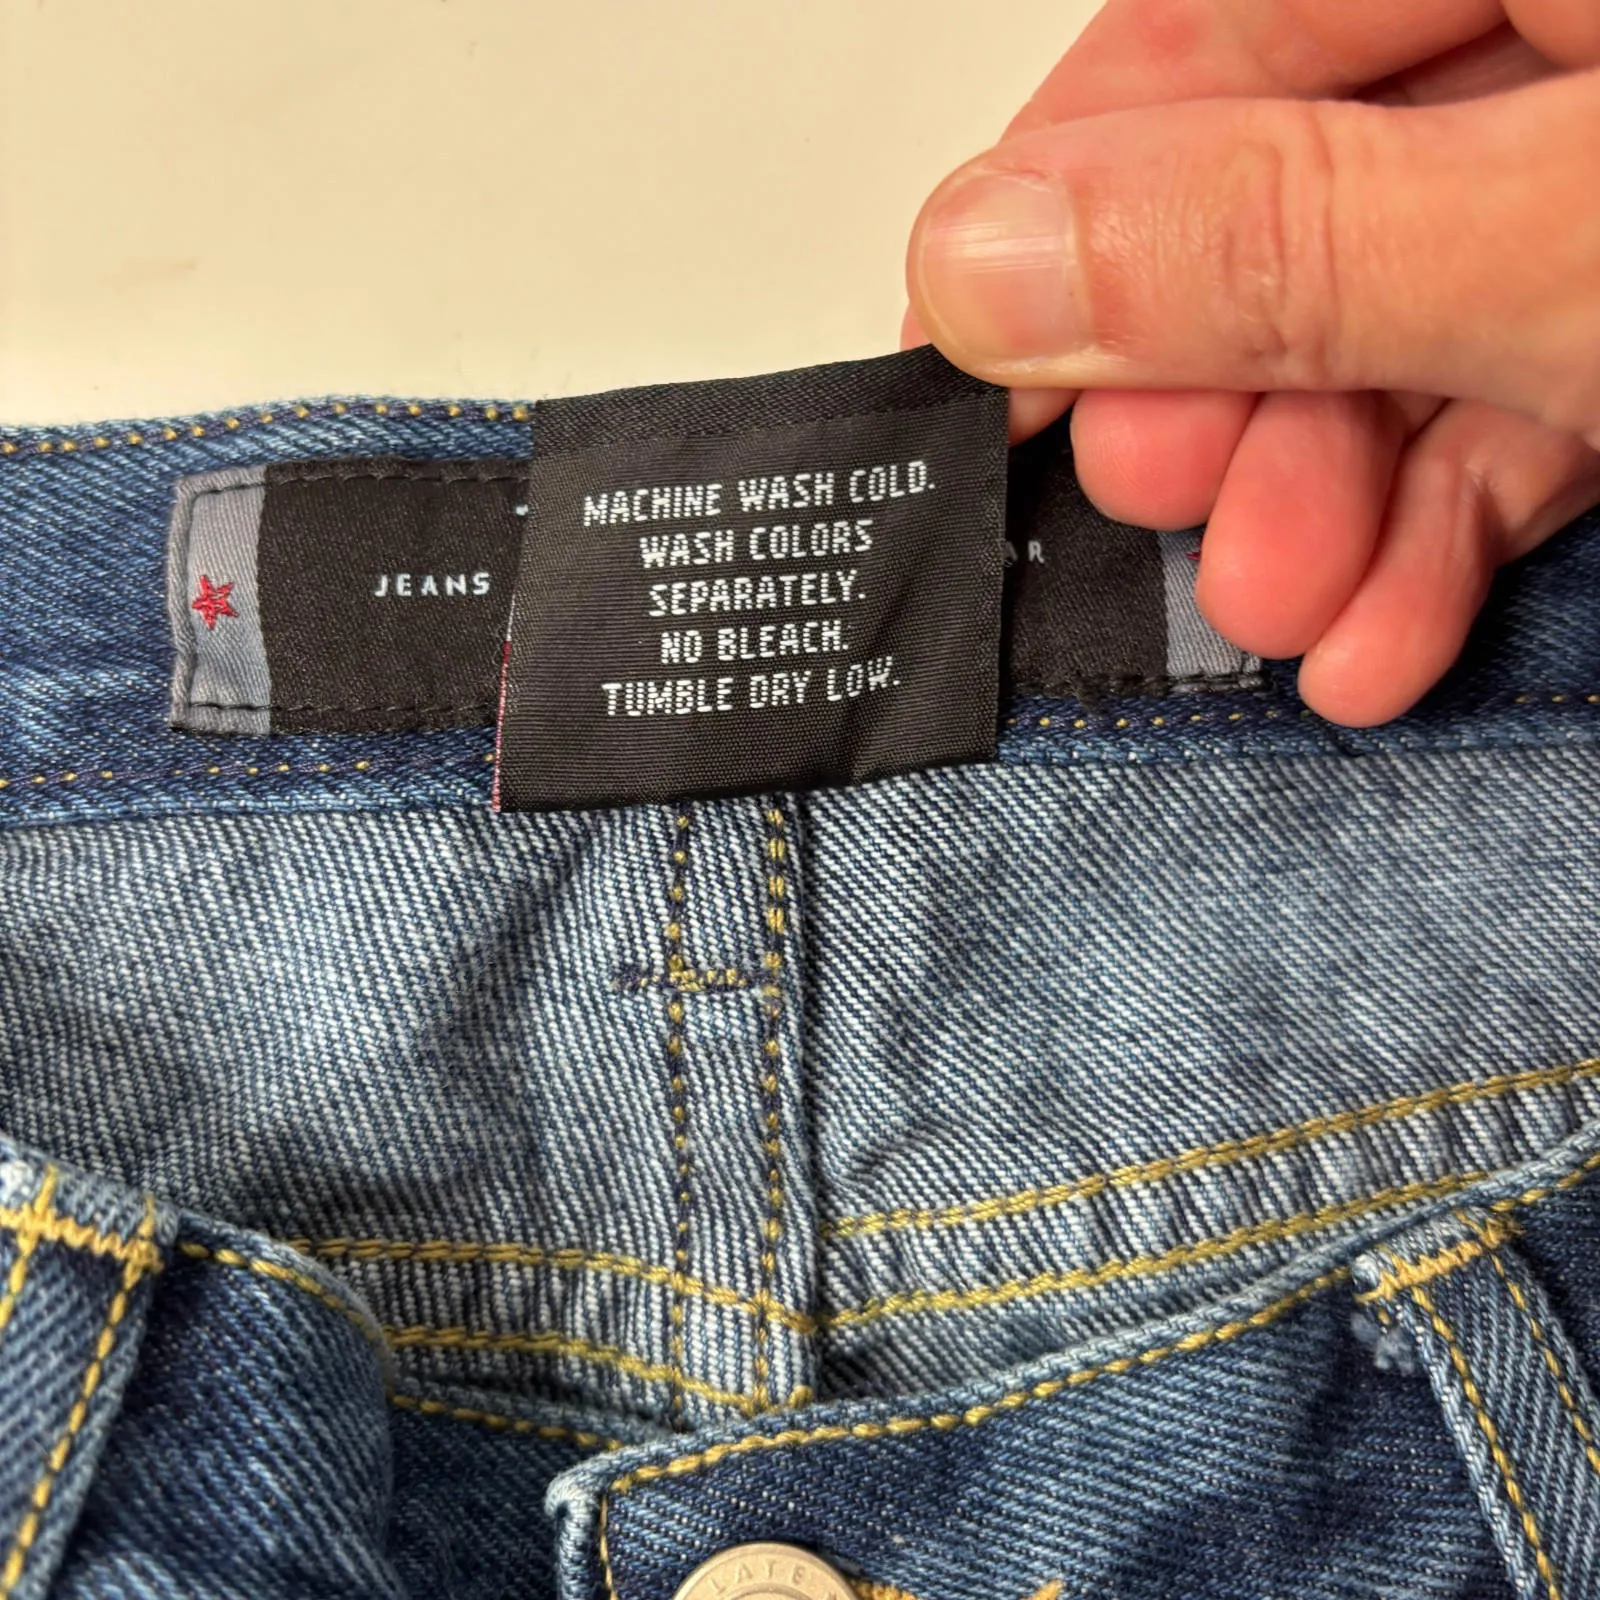 JEANS
MACHINE WASH COLD.
WASH COLORS
SEPARATELY.
NO BLEACH.
TUMBLE DRY LOW.